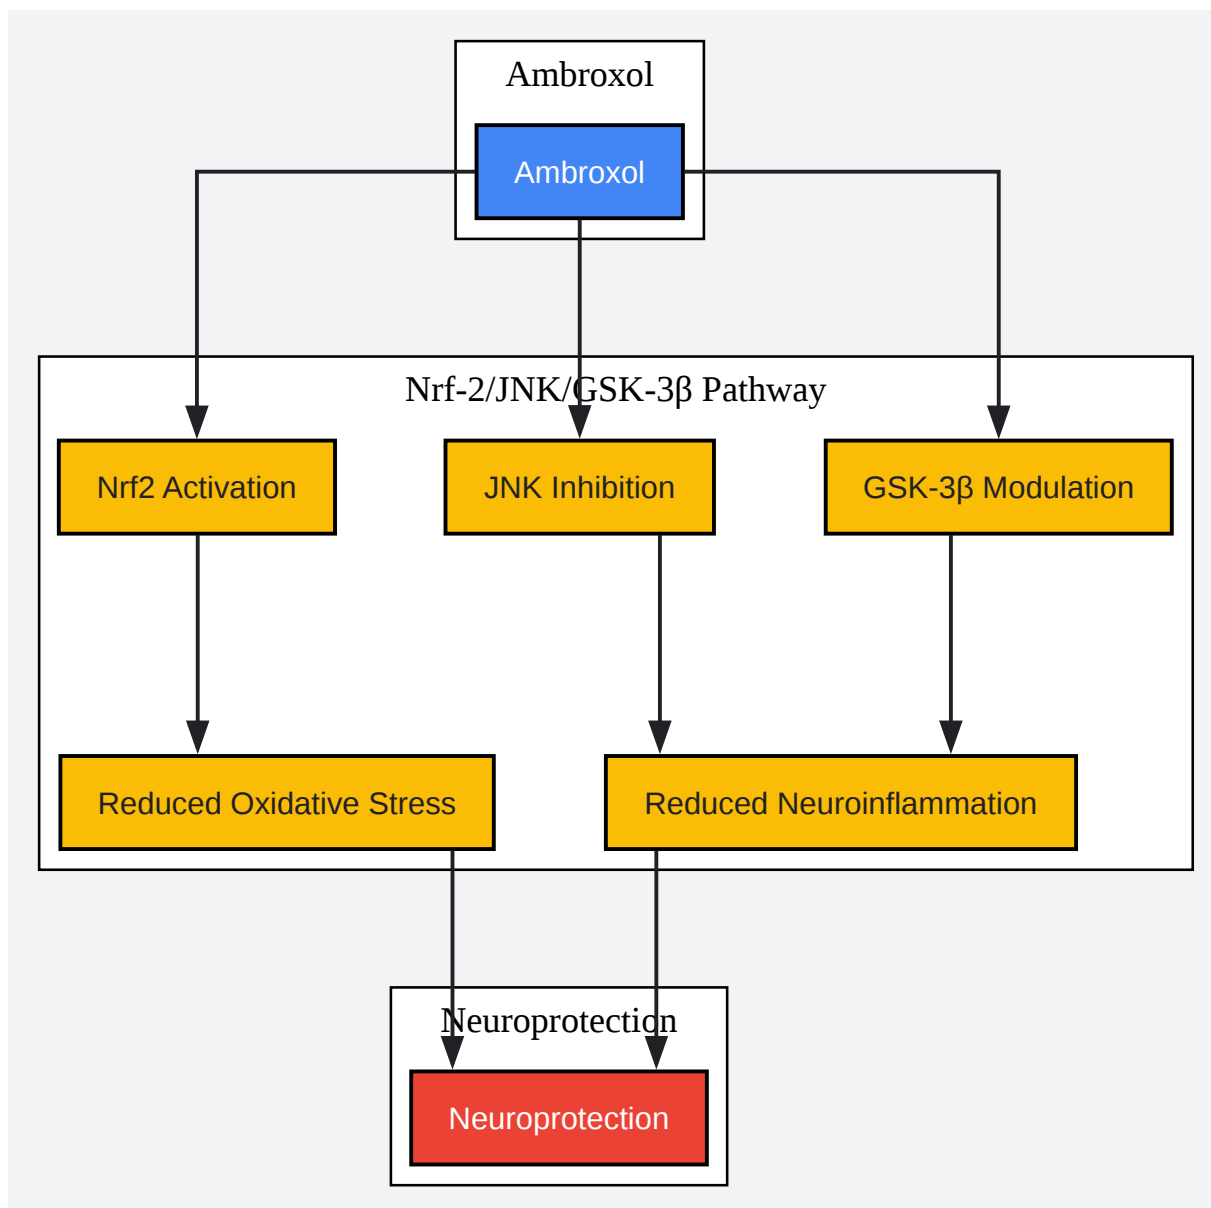 Ambroxol
Ambroxol
Nrf-2/JNK/GSK-3β Pathway
Nrf2 Activation
JNK Inhibition
GSK-3β Modulation
Reduced Oxidative Stress
Reduced Neuroinflammation
Neuroprotection
Neuroprotection